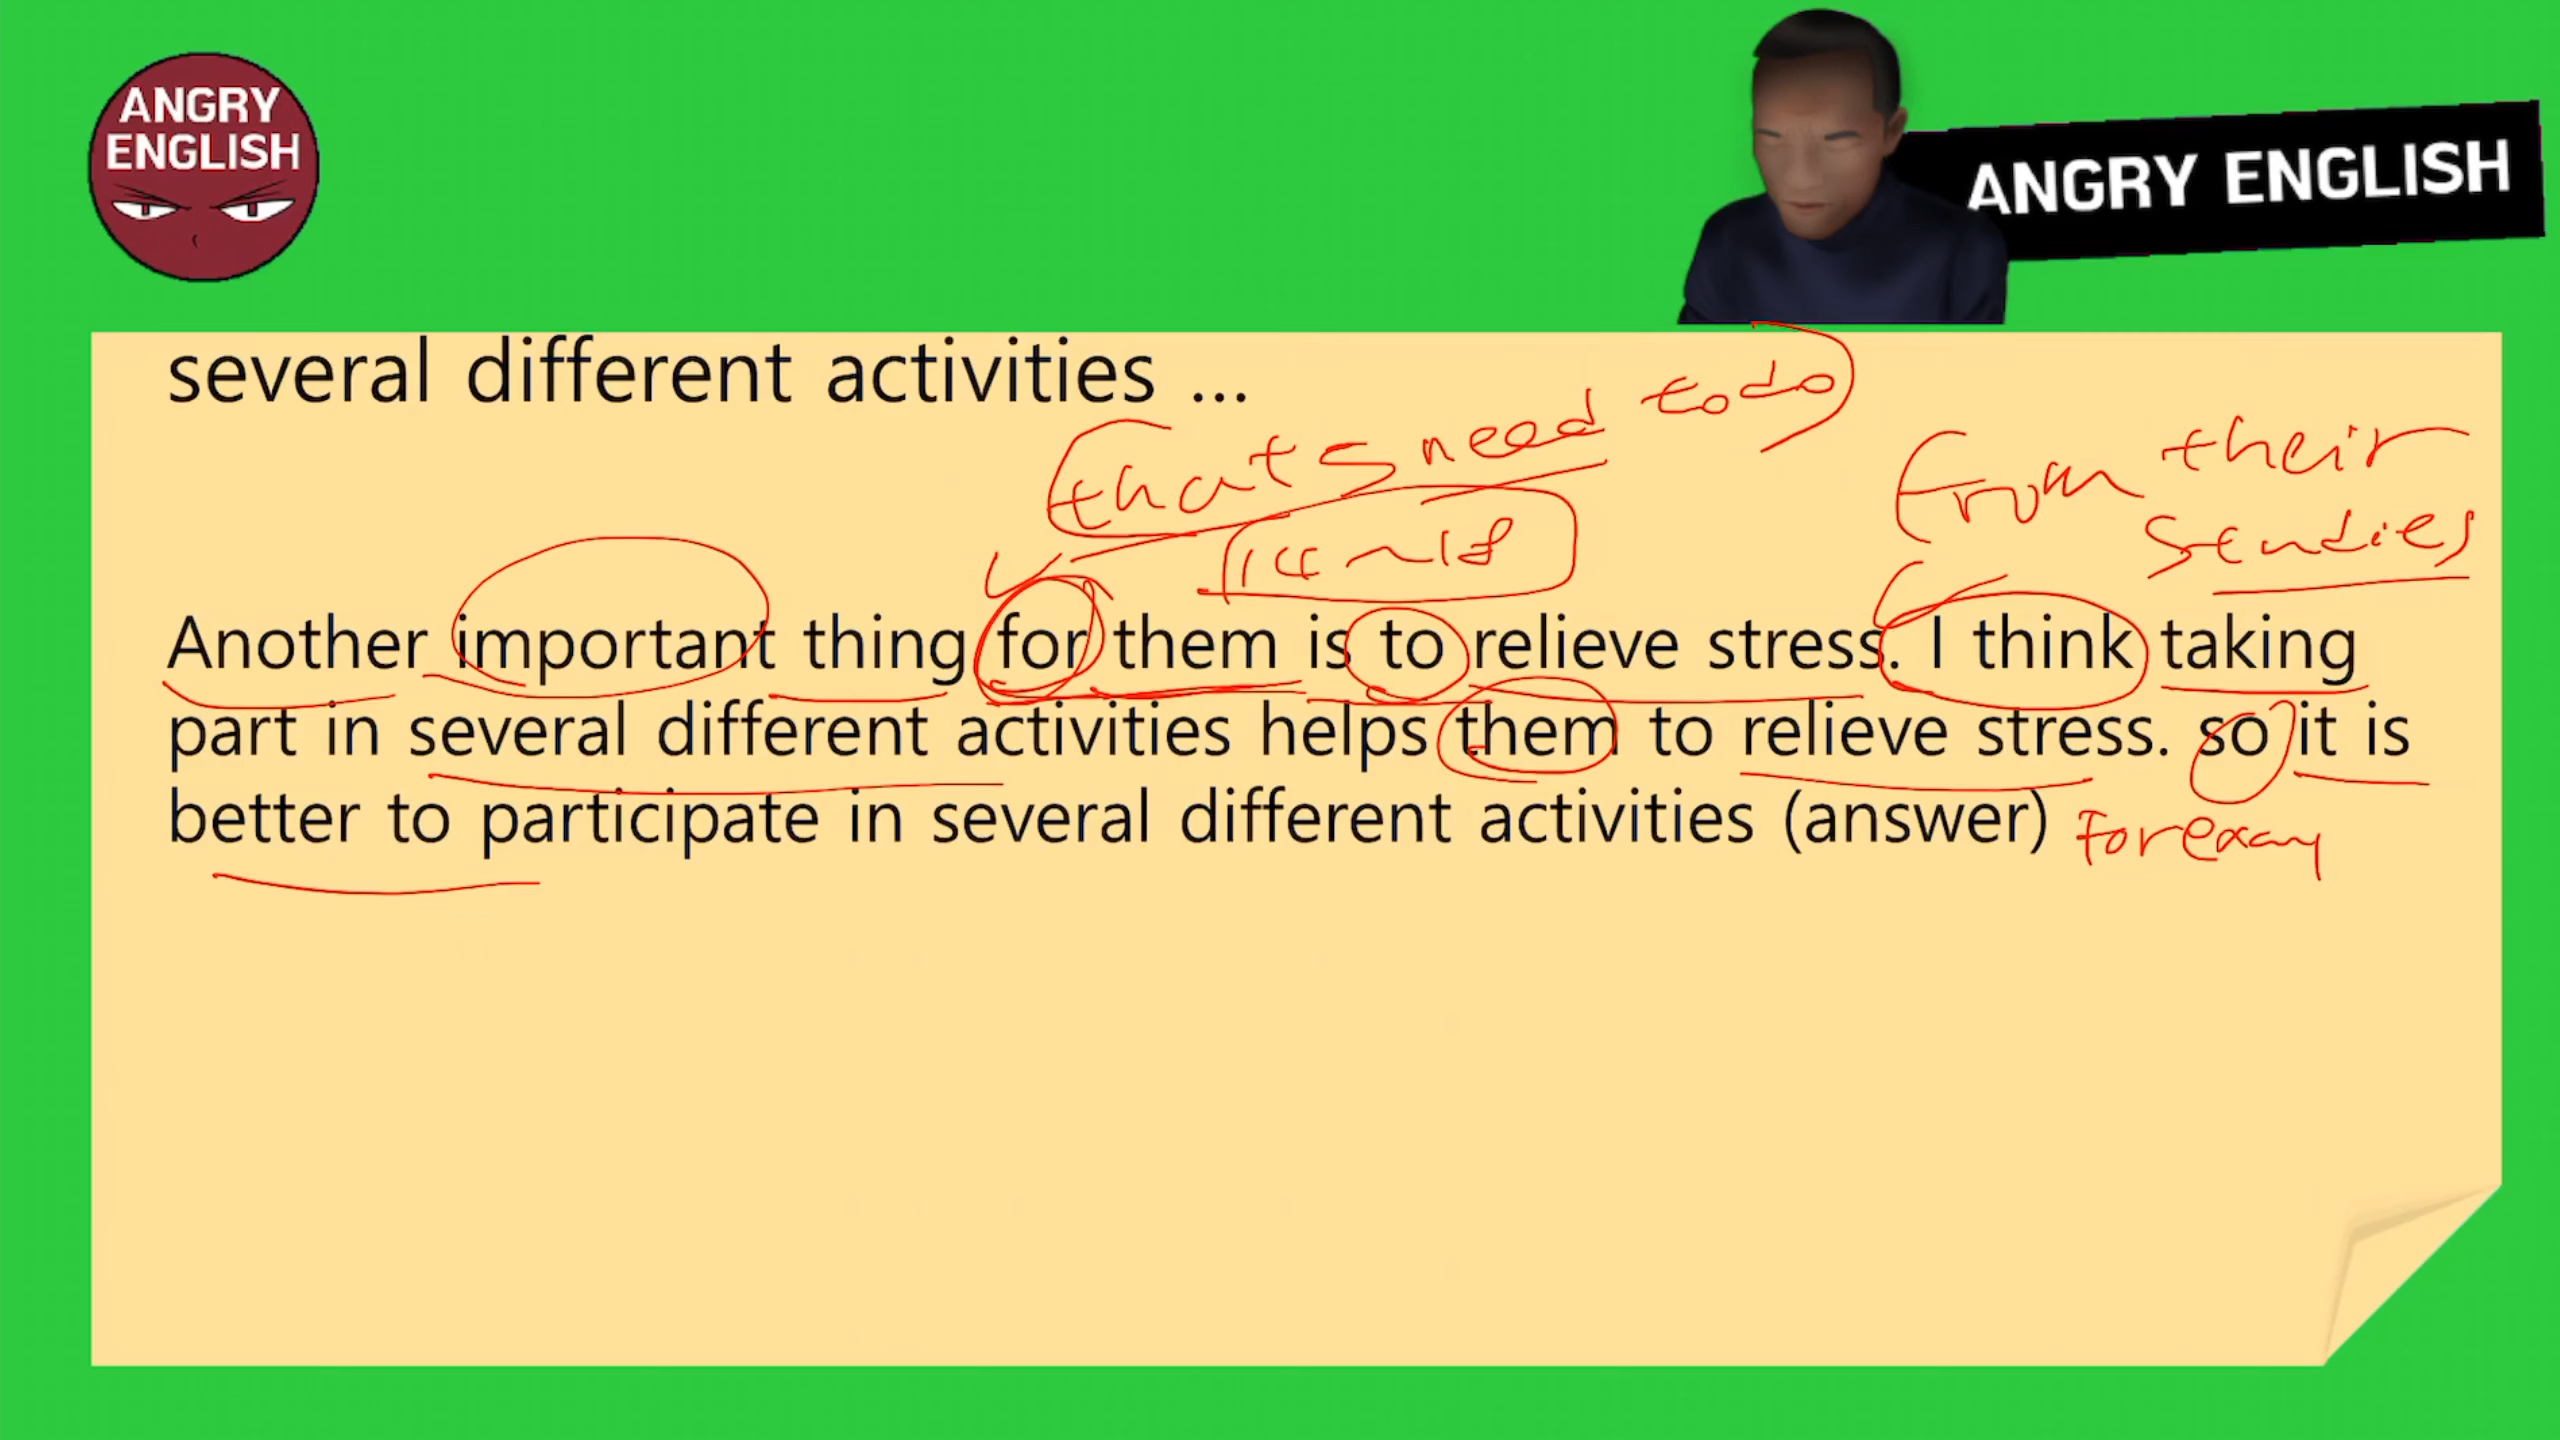 ANGRY
ENGLISH
ANGRY ENGLISH
several different activities ...
that S need to do
from their
studies
14 ~ 18
Another important thing for them is to relieve stress. I think taking
part in several different activities helps them to relieve stress. so it is
better to participate in several different activities (answer)
For exam